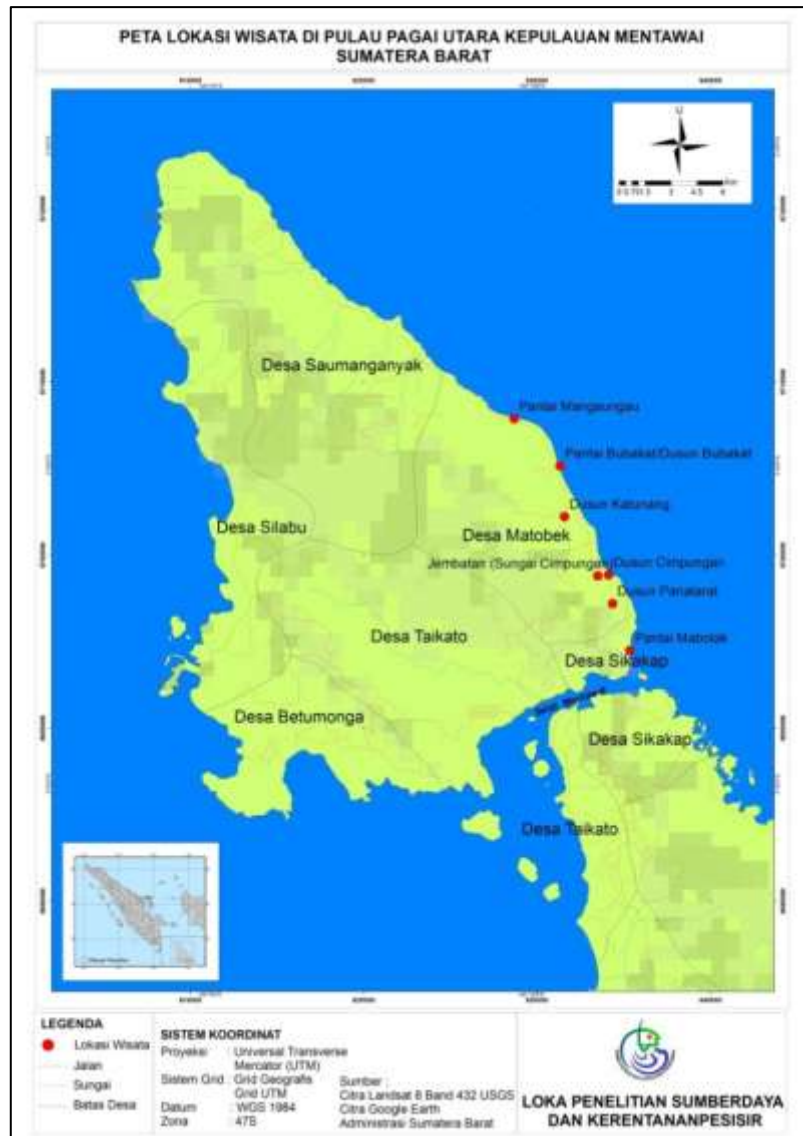 PETA LOKASI WISATA DI PULAU PAGAI UTARA KEPULAUAN MENTAWAI
SUMATERA BARAT
U
Desa Saumanganyak
Pantai Mangaungau
Pantai Bubakat/Dusun Bubakat
Dusun Katunang
Desa Silabu
Desa Matobek
Jembatan (Sungai Cimpungan)
Dusun Cimpungan
Dusun Panatarat
Desa Taikato
Pantai Mabolak
Desa Sikakap
Desa Betumonga
Desa Sikakap
Desa Taikato
LEGENDA
Lokasi Wisata
Jalan
Sungai
Batas Desa
SISTEM KOORDINAT
Proyeksi : Universal Transverse
Mercator (UTM)
Sistem Grid : Grid Geografis
Grid UTM
Datum : WGS 1984
Zona : 47S
Sumber :
Citra Landsat 8 Band 432 USGS
Citra Google Earth
Administrasi Sumatera Barat
LOKA PENELITIAN SUMBERDAYA
DAN KERENTANANPESISIR